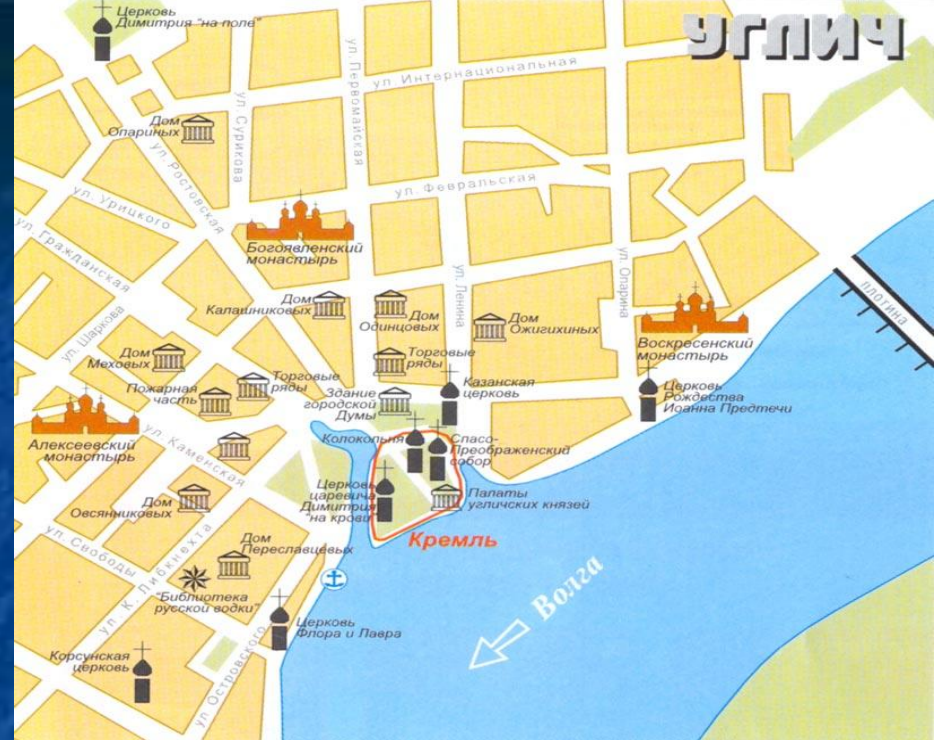 Церковь
Димитрия "на поле"
УГЛИЧ
ул. Первомайская
ул. Интернациональная
Дом
Опариных
ул. Сурикова
ул. Ростовская
ул. Февральская
ул. Урицкого
ул. Гражданская
Богоявленский
монастырь
ул. Ленина
ул. Опарина
плотина
Дом
Калашниковых
Дом
Одинцовых
Дом
Ожигихиных
ул. Шаркова
Воскресенский
монастырь
Дом
Меховых
Торговые
ряды
Пожарная
часть
Торговые
ряды
Здание
городской
Думы
Казанская
церковь
Церковь
Рождества
Иоанна Предтечи
Алексеевский
монастырь
ул. Каменская
Колокольня
Спасо-
Преображенский
собор
Церковь
царевича
Димитрия
"на крови"
Палаты
угличских князей
Дом
Овсянниковых
Кремль
ул. Свободы
ул. К. Либкнехта
Дом
Переславцевых
"Библиотека
русской водки"
Волга
Церковь
Флора и Лавра
Корсунская
церковь
ул. Островского